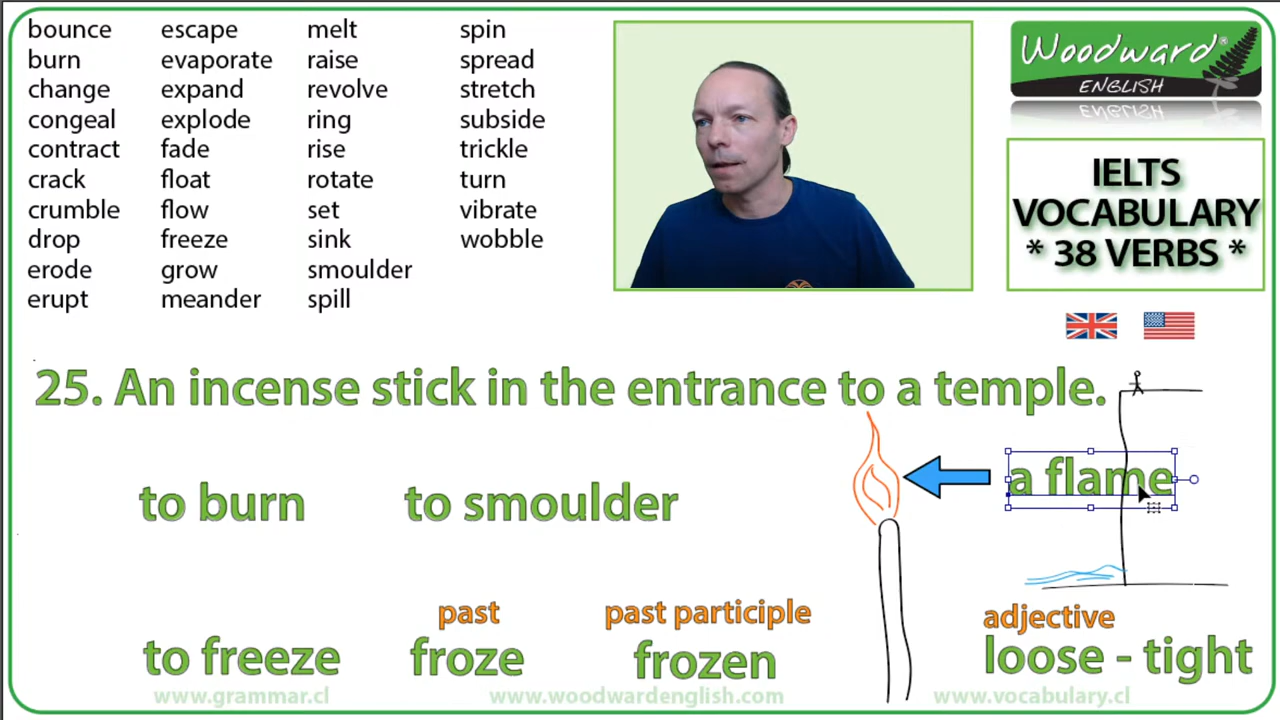 bounce escape melt spin
burn evaporate raise spread
change expand revolve stretch
congeal explode ring subside
contract fade rise trickle
crack float rotate turn
crumble flow set vibrate
drop freeze sink wobble
erode grow smoulder
erupt meander spill
Woodward®
ENGLISH
IELTS
VOCABULARY
* 38 VERBS *
25. An incense stick in the entrance to a temple.
a flame
to burn to smoulder
past past participle adjective
to freeze froze frozen loose - tight
www.grammar.cl www.woodwardenglish.com www.vocabulary.cl